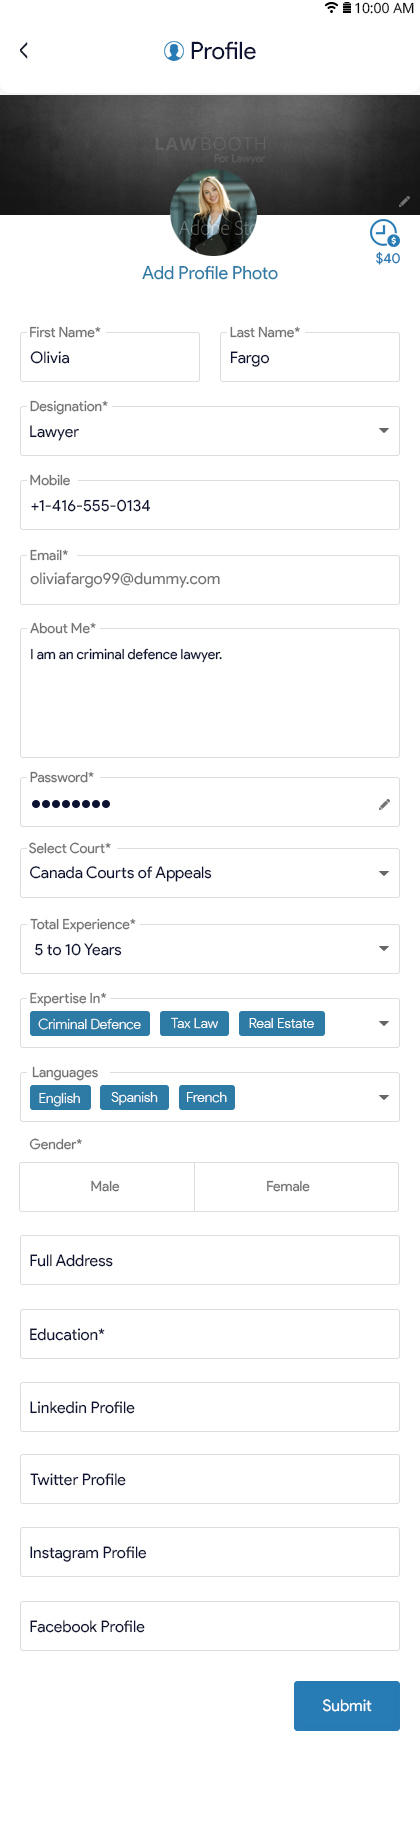 10:00 AM
Profile
LAWBOOTH
For Lawyer
Adobe Sto
Add Profile Photo
$
$40
First Name*
Last Name*
Olivia
Fargo
Designation*
Lawyer
Mobile
+1-416-555-0134
Email*
oliviafargo99@dummy.com
About Me*
I am an criminal defence lawyer.
Password*
Select Court*
Canada Courts of Appeals
Total Experience*
5 to 10 Years
Expertise In*
Criminal Defence Tax Law Real Estate
Languages
English Spanish French
Gender*
Male Female
Full Address
Education*
Linkedin Profile
Twitter Profile
Instagram Profile
Facebook Profile
Submit